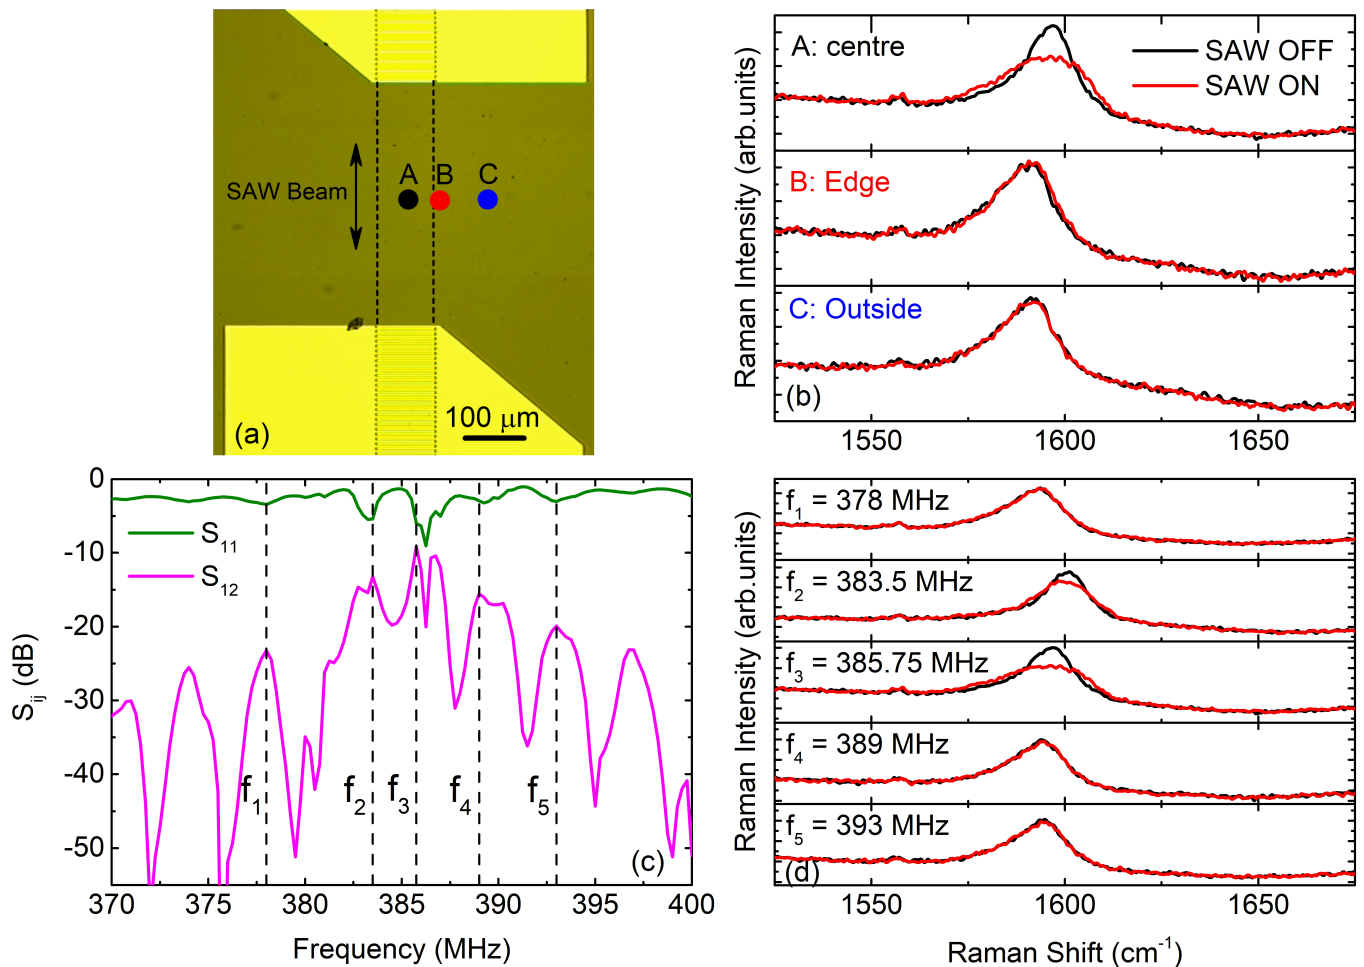 A B C
SAW Beam
100 μm
(a)
A: centre
SAW OFF
SAW ON
B: Edge
C: Outside
(b)
1550 1600 1650
Raman Intensity (arb.units)
0
-10
-20
-30
-40
-50
S₁₁
S₁₂
f₁ f₂ f₃ f₄ f₅
(c)
370 375 380 385 390 395 400
Frequency (MHz)
Sᵢⱼ (dB)
f₁ = 378 MHz
f₂ = 383.5 MHz
f₃ = 385.75 MHz
f₄ = 389 MHz
f₅ = 393 MHz
(d)
1550 1600 1650
Raman Shift (cm⁻¹)
Raman Intensity (arb.units)